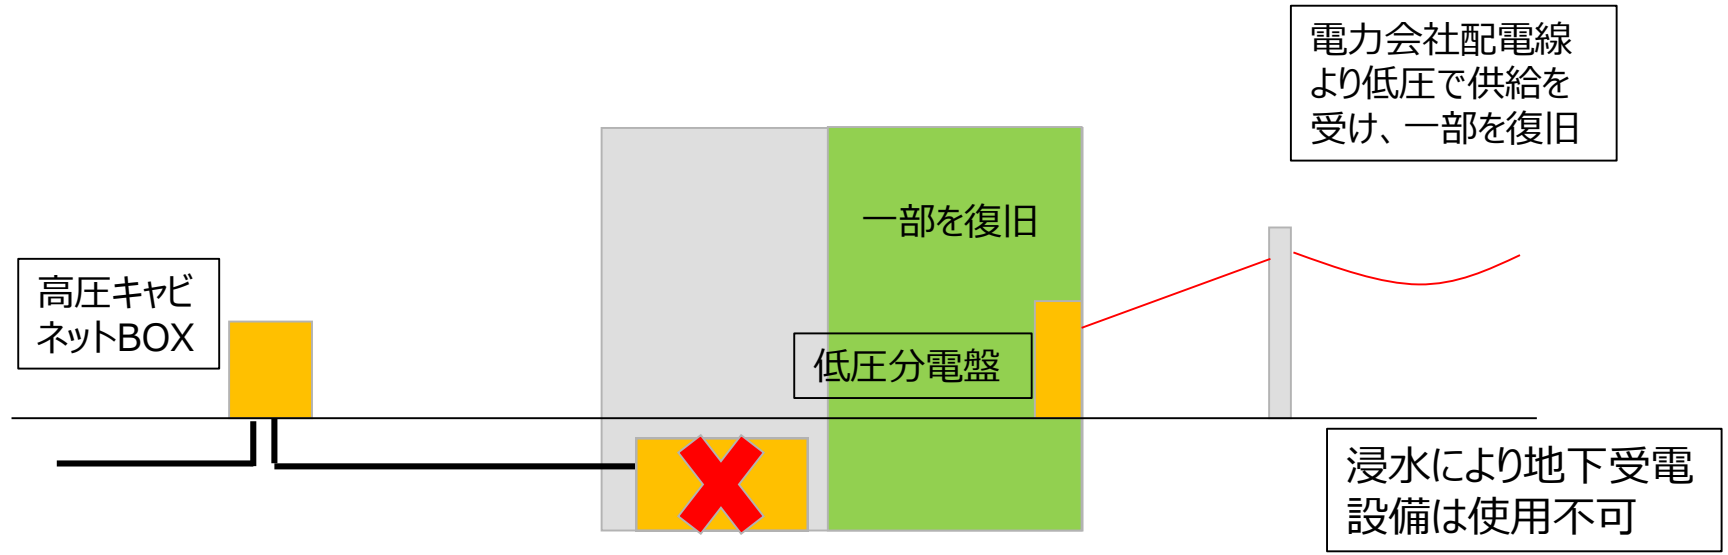 電力会社配電線
より低圧で供給を
受け、一部を復旧
一部を復旧
高圧キャビ
ネットBOX
低圧分電盤
浸水により地下受電
設備は使用不可